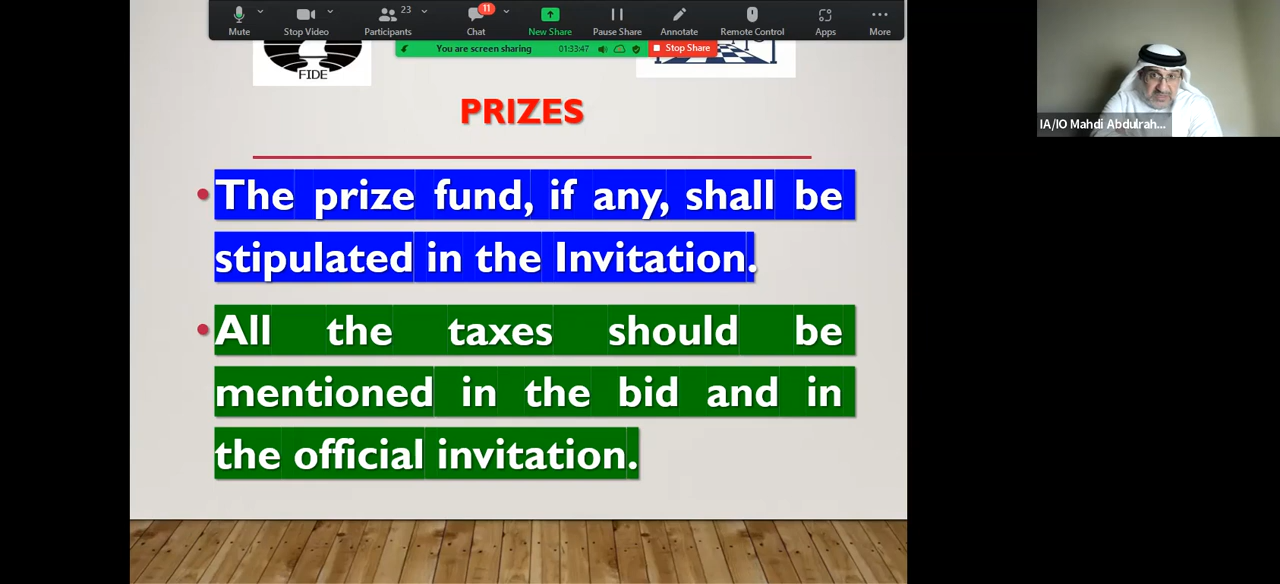 23
11
Mute
Stop Video
Participants
Chat
New Share
Pause Share
Annotate
Remote Control
Apps
More
You are screen sharing
01:33:47
Stop Share
FIDE
IA/IO Mahdi Abdulrah...
PRIZES
The prize fund, if any, shall be
stipulated in the Invitation.
All the taxes should be
mentioned in the bid and in
the official invitation.